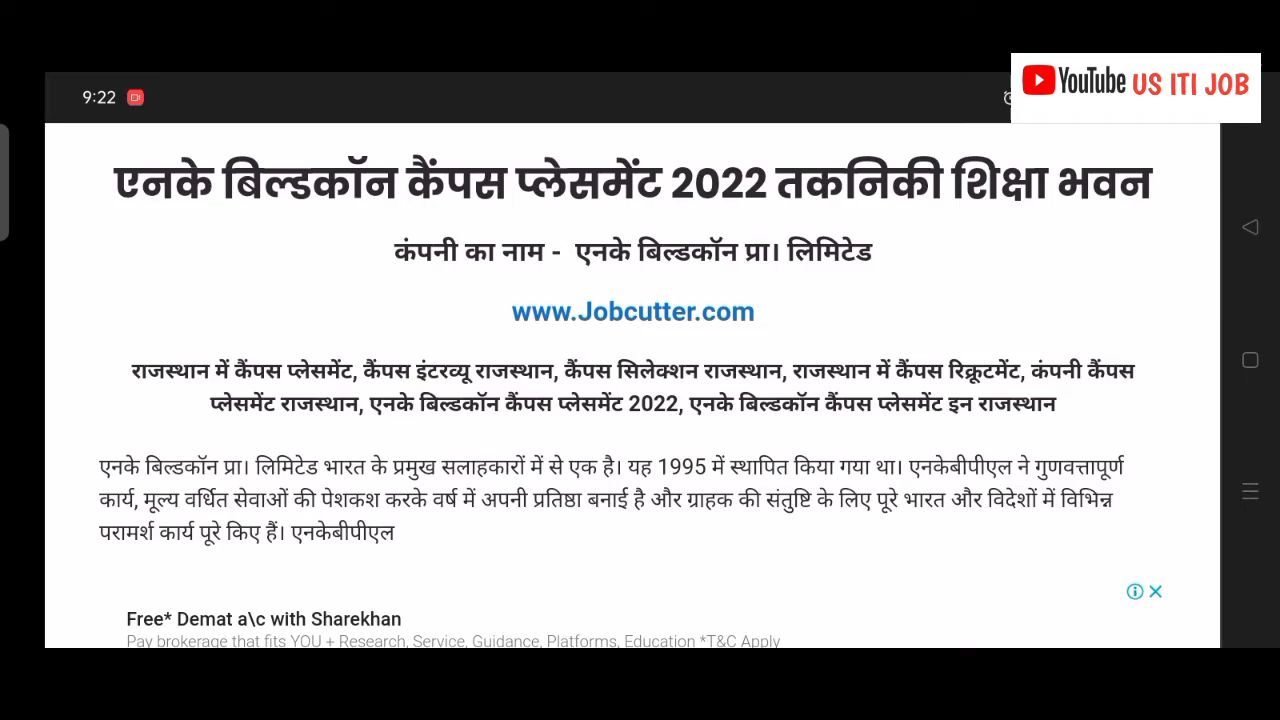 YouTube US ITI JOB
9:22
एनके बिल्डकॉन कैंपस प्लेसमेंट 2022 तकनिकी शिक्षा भवन
कंपनी का नाम - एनके बिल्डकॉन प्रा। लिमिटेड
www.Jobcutter.com
राजस्थान में कैंपस प्लेसमेंट, कैंपस इंटरव्यू राजस्थान, कैंपस सिलेक्शन राजस्थान, राजस्थान में कैंपस रिक्रूटमेंट, कंपनी कैंपस
प्लेसमेंट राजस्थान, एनके बिल्डकॉन कैंपस प्लेसमेंट 2022, एनके बिल्डकॉन कैंपस प्लेसमेंट इन राजस्थान
एनके बिल्डकॉन प्रा। लिमिटेड भारत के प्रमुख सलाहकारों में से एक है। यह 1995 में स्थापित किया गया था। एनकेबीपीएल ने गुणवत्तापूर्ण
कार्य, मूल्य वर्धित सेवाओं की पेशकश करके वर्ष में अपनी प्रतिष्ठा बनाई है और ग्राहक की संतुष्टि के लिए पूरे भारत और विदेशों में विभिन्न
परामर्श कार्य पूरे किए हैं। एनकेबीपीएल
Free* Demat a\c with Sharekhan
Pay brokerage that fits YOU + Research, Service, Guidance, Platforms, Education *T&C Apply